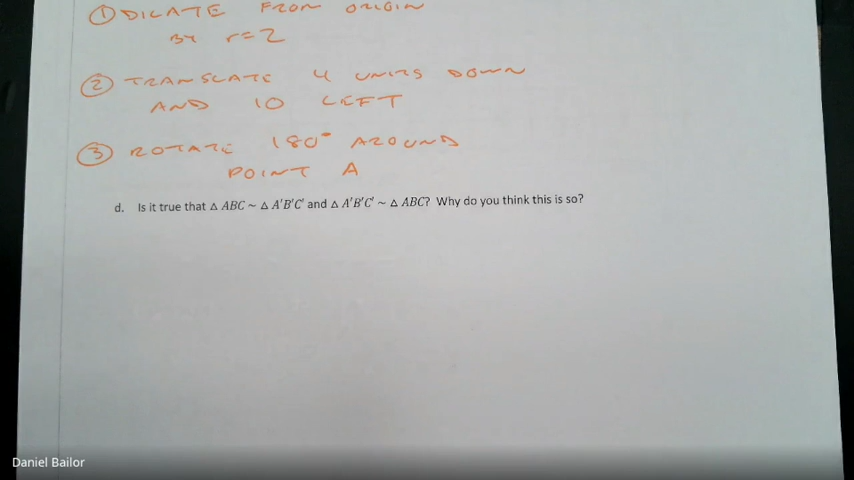 ① DILATE FROM ORIGIN
BY r=2
② TRANSLATE 4 UNITS DOWN
AND 10 LEFT
③ ROTATE 180° AROUND
POINT A
d. Is it true that △ ABC ~ △ A'B'C' and △ A'B'C' ~ △ ABC? Why do you think this is so?
Daniel Bailor